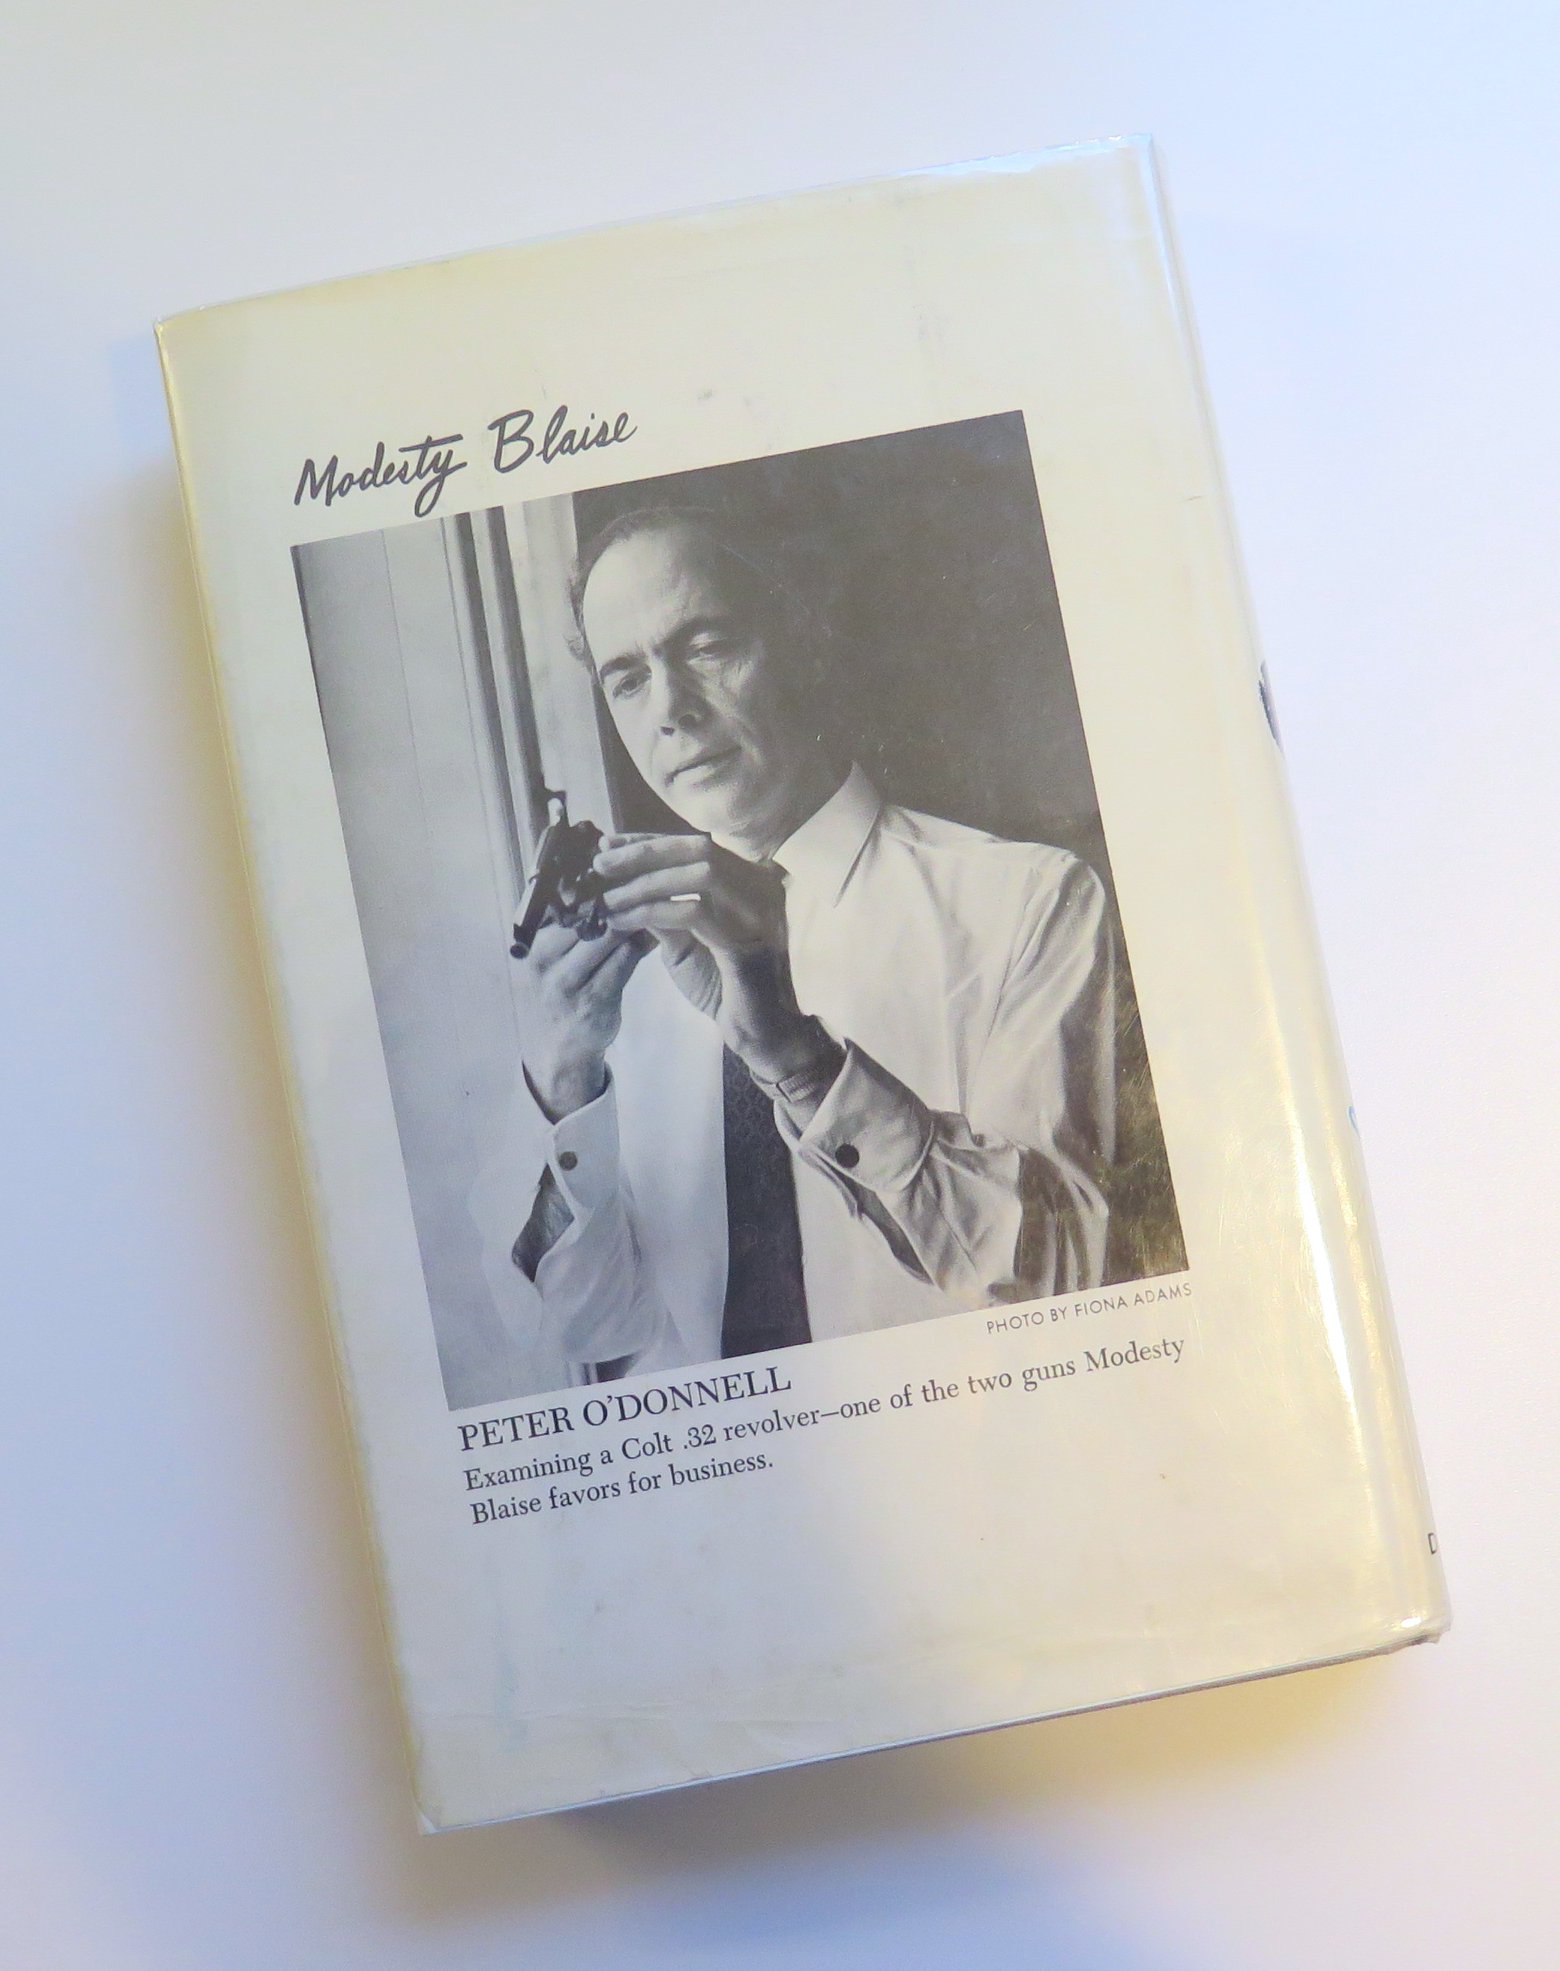 Modesty Blaise
PHOTO BY FIONA ADAMS
PETER O'DONNELL
Examining a Colt .32 revolver—one of the two guns Modesty
Blaise favors for business.
D